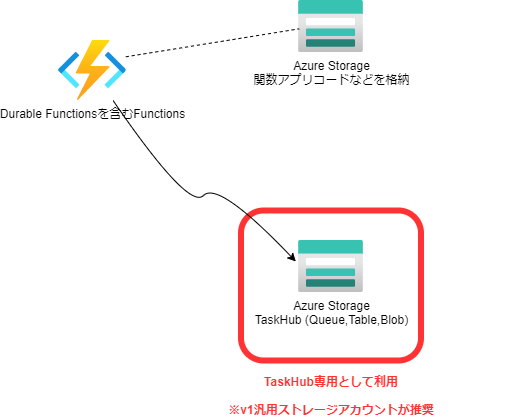 Azure Storage
関数アプリコードなどを格納
Durable Functionsを含むFunctions
Azure Storage
TaskHub (Queue,Table,Blob)
TaskHub専用として利用
※v1汎用ストレージアカウントが推奨